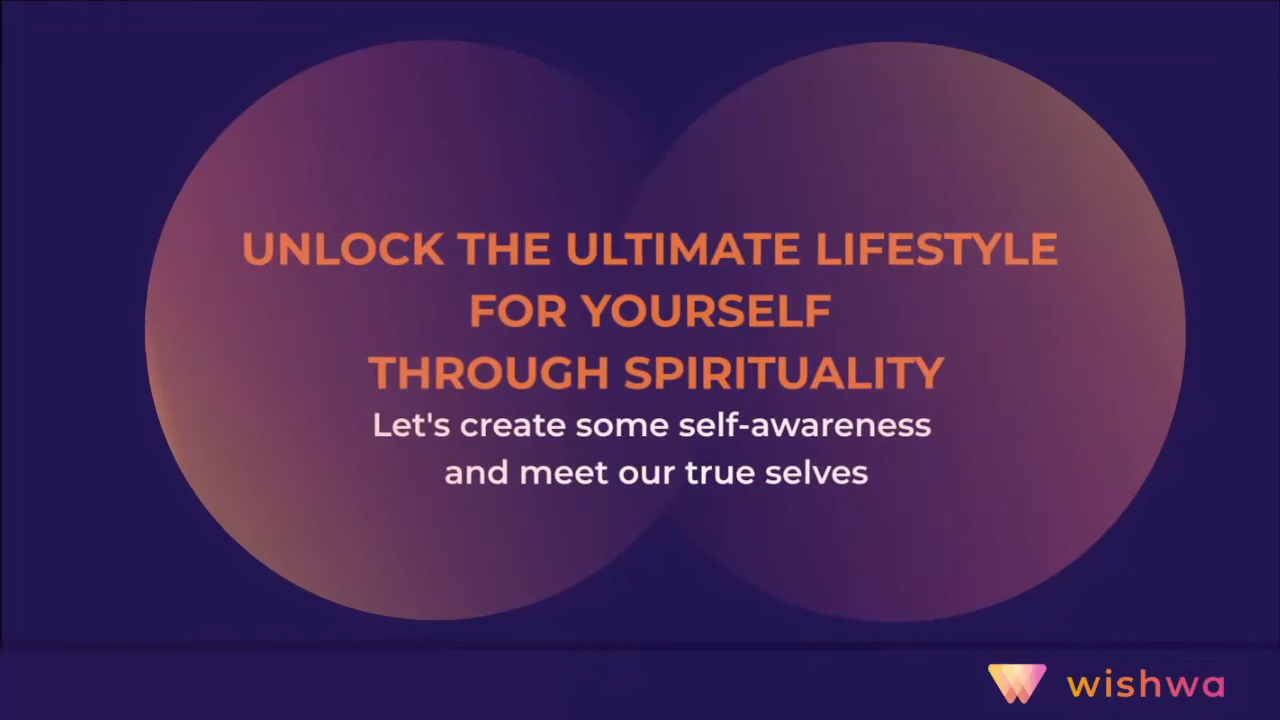 UNLOCK THE ULTIMATE LIFESTYLE
FOR YOURSELF
THROUGH SPIRITUALITY
Let's create some self-awareness
and meet our true selves
wishwa